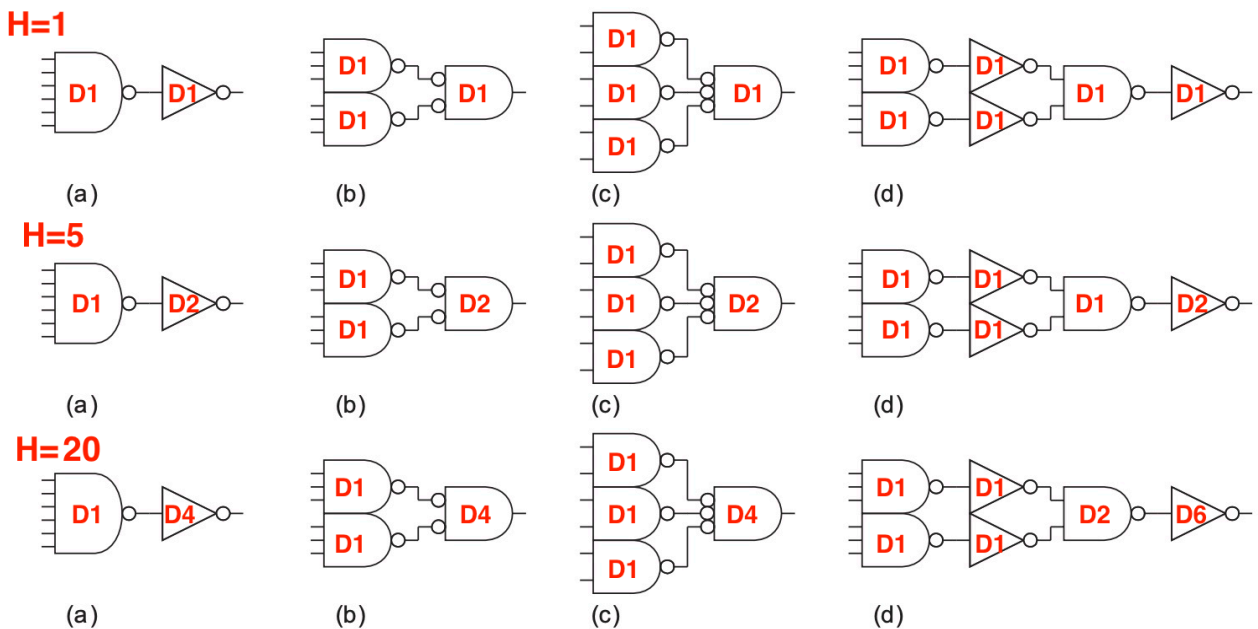 H=1
D1 D1 D1 D1 D1 D1 D1 D1 D1 D1 D1 D1 D1 D1 D1
(a) (b) (c) (d)
H=5
D1 D2 D1 D1 D2 D1 D1 D1 D2 D1 D1 D1 D1 D1 D2
(a) (b) (c) (d)
H=20
D1 D4 D1 D1 D4 D1 D1 D1 D4 D1 D1 D1 D1 D2 D6
(a) (b) (c) (d)